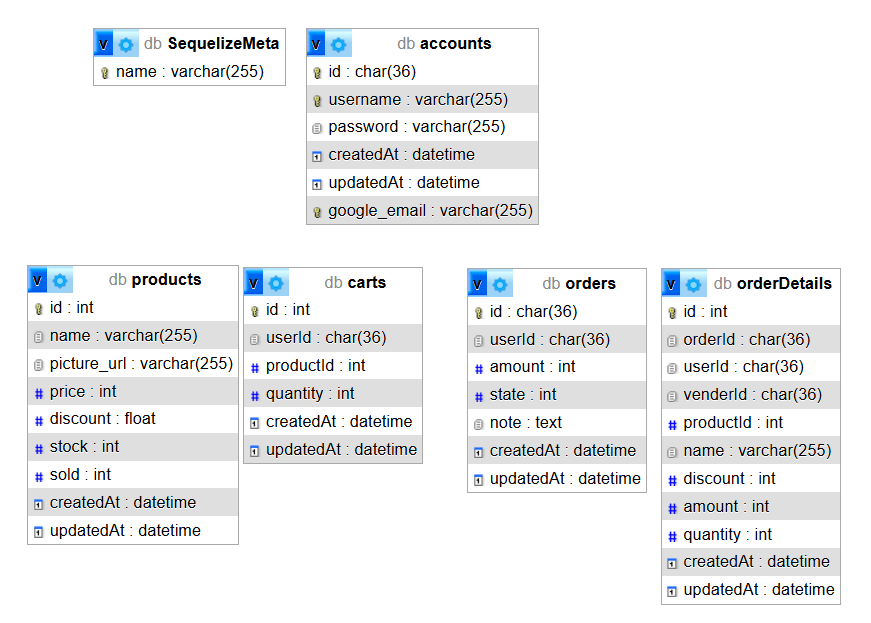 v db SequelizeMeta
name : varchar(255)
v db accounts
id : char(36)
username : varchar(255)
password : varchar(255)
createdAt : datetime
updatedAt : datetime
google_email : varchar(255)
v db products
id : int
name : varchar(255)
picture_url : varchar(255)
# price : int
# discount : float
# stock : int
# sold : int
createdAt : datetime
updatedAt : datetime
v db carts
id : int
userId : char(36)
# productId : int
# quantity : int
createdAt : datetime
updatedAt : datetime
v db orders
id : char(36)
userId : char(36)
# amount : int
# state : int
note : text
createdAt : datetime
updatedAt : datetime
v db orderDetails
id : int
orderId : char(36)
userId : char(36)
venderId : char(36)
# productId : int
name : varchar(255)
# discount : int
# amount : int
# quantity : int
createdAt : datetime
updatedAt : datetime